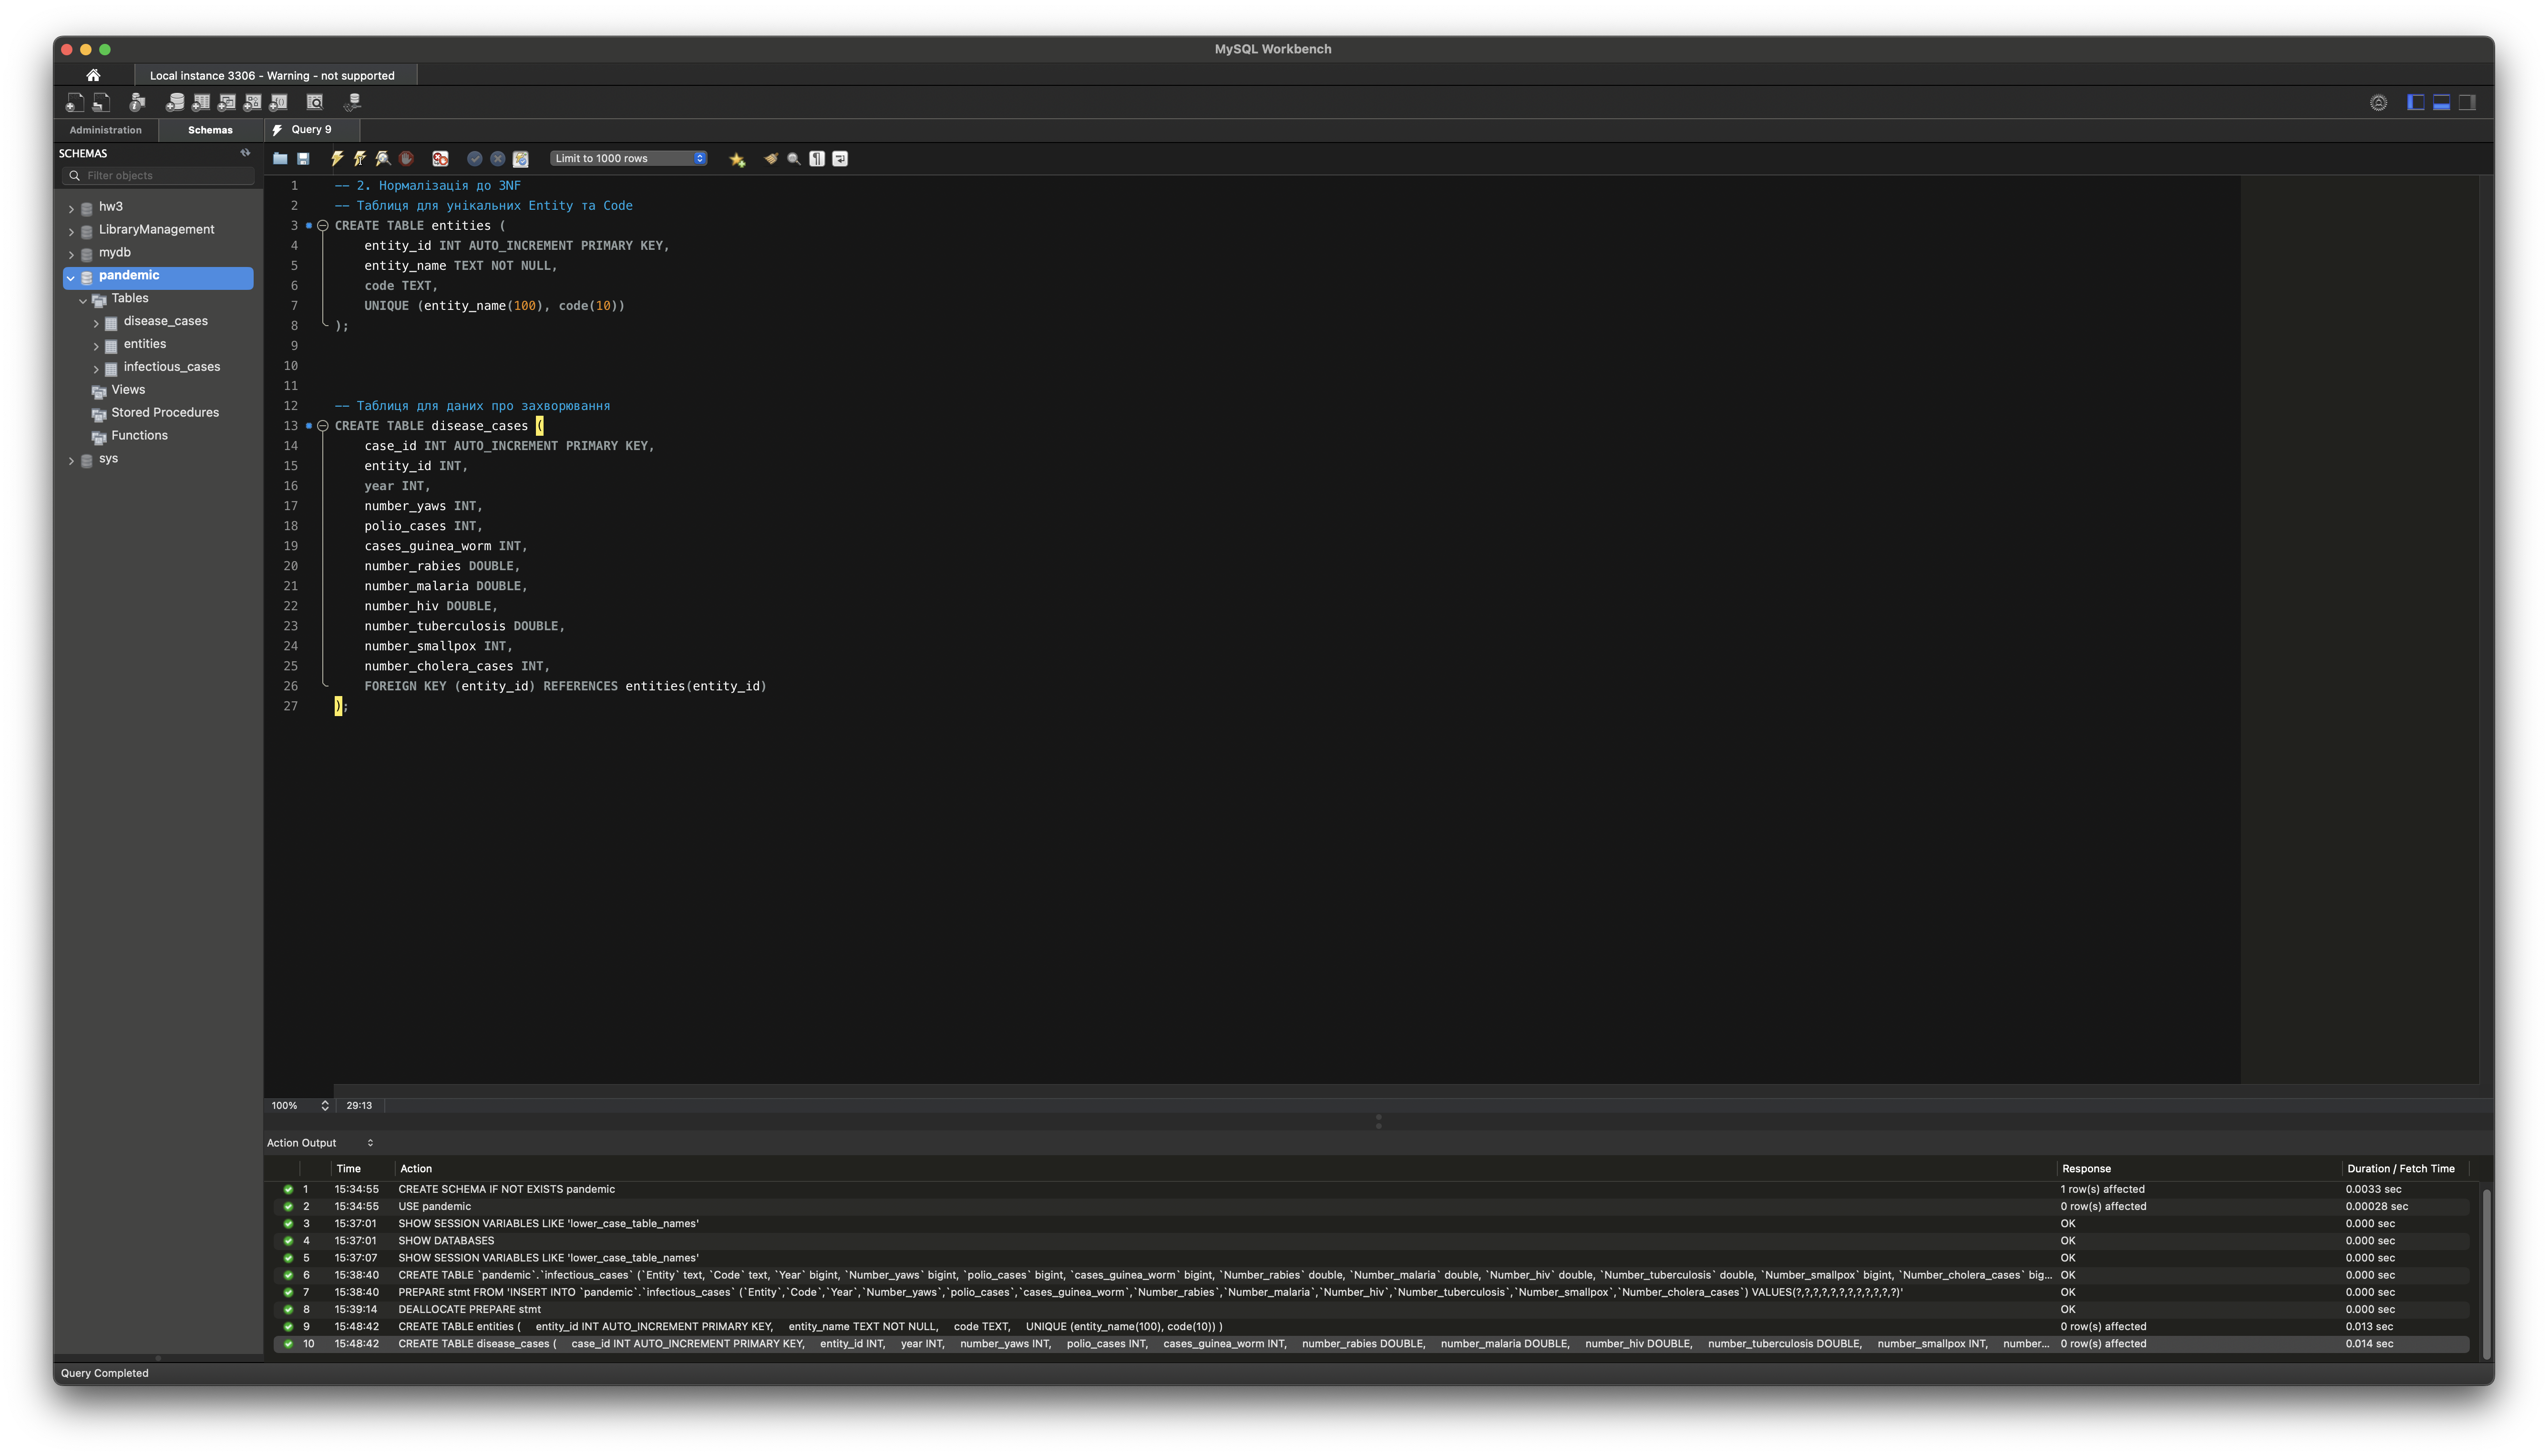 MySQL Workbench
Local instance 3306 - Warning - not supported
Administration
Schemas
Query 9
SCHEMAS
Filter objects
hw3
LibraryManagement
mydb
pandemic
Tables
disease_cases
entities
infectious_cases
Views
Stored Procedures
Functions
sys
Limit to 1000 rows
1 -- 2. Нормалізація до 3NF
2 -- Таблиця для унікальних Entity та Code
3 CREATE TABLE entities (
4 entity_id INT AUTO_INCREMENT PRIMARY KEY,
5 entity_name TEXT NOT NULL,
6 code TEXT,
7 UNIQUE (entity_name(100), code(10))
8 );
9
10
11
12 -- Таблиця для даних про захворювання
13 CREATE TABLE disease_cases (
14 case_id INT AUTO_INCREMENT PRIMARY KEY,
15 entity_id INT,
16 year INT,
17 number_yaws INT,
18 polio_cases INT,
19 cases_guinea_worm INT,
20 number_rabies DOUBLE,
21 number_malaria DOUBLE,
22 number_hiv DOUBLE,
23 number_tuberculosis DOUBLE,
24 number_smallpox INT,
25 number_cholera_cases INT,
26 FOREIGN KEY (entity_id) REFERENCES entities(entity_id)
27 );
100% 29:13
Action Output
Time Action Response Duration / Fetch Time
1 15:34:55 CREATE SCHEMA IF NOT EXISTS pandemic 1 row(s) affected 0.0033 sec
2 15:34:55 USE pandemic 0 row(s) affected 0.00028 sec
3 15:37:01 SHOW SESSION VARIABLES LIKE 'lower_case_table_names' OK 0.000 sec
4 15:37:01 SHOW DATABASES OK 0.000 sec
5 15:37:07 SHOW SESSION VARIABLES LIKE 'lower_case_table_names' OK 0.000 sec
6 15:38:40 CREATE TABLE `pandemic`.`infectious_cases` (`Entity` text, `Code` text, `Year` bigint, `Number_yaws` bigint, `polio_cases` bigint, `cases_guinea_worm` bigint, `Number_rabies` double, `Number_malaria` double, `Number_hiv` double, `Number_tuberculosis` double, `Number_smallpox` bigint, `Number_cholera_cases` big... OK 0.000 sec
7 15:38:40 PREPARE stmt FROM 'INSERT INTO `pandemic`.`infectious_cases` (`Entity`,`Code`,`Year`,`Number_yaws`,`polio_cases`,`cases_guinea_worm`,`Number_rabies`,`Number_malaria`,`Number_hiv`,`Number_tuberculosis`,`Number_smallpox`,`Number_cholera_cases`) VALUES(?,?,?,?,?,?,?,?,?,?,?,?)' OK 0.000 sec
8 15:39:14 DEALLOCATE PREPARE stmt OK 0.000 sec
9 15:48:42 CREATE TABLE entities ( entity_id INT AUTO_INCREMENT PRIMARY KEY, entity_name TEXT NOT NULL, code TEXT, UNIQUE (entity_name(100), code(10)) ) 0 row(s) affected 0.013 sec
10 15:48:42 CREATE TABLE disease_cases ( case_id INT AUTO_INCREMENT PRIMARY KEY, entity_id INT, year INT, number_yaws INT, polio_cases INT, cases_guinea_worm INT, number_rabies DOUBLE, number_malaria DOUBLE, number_hiv DOUBLE, number_tuberculosis DOUBLE, number_smallpox INT, number... 0 row(s) affected 0.014 sec
Query Completed